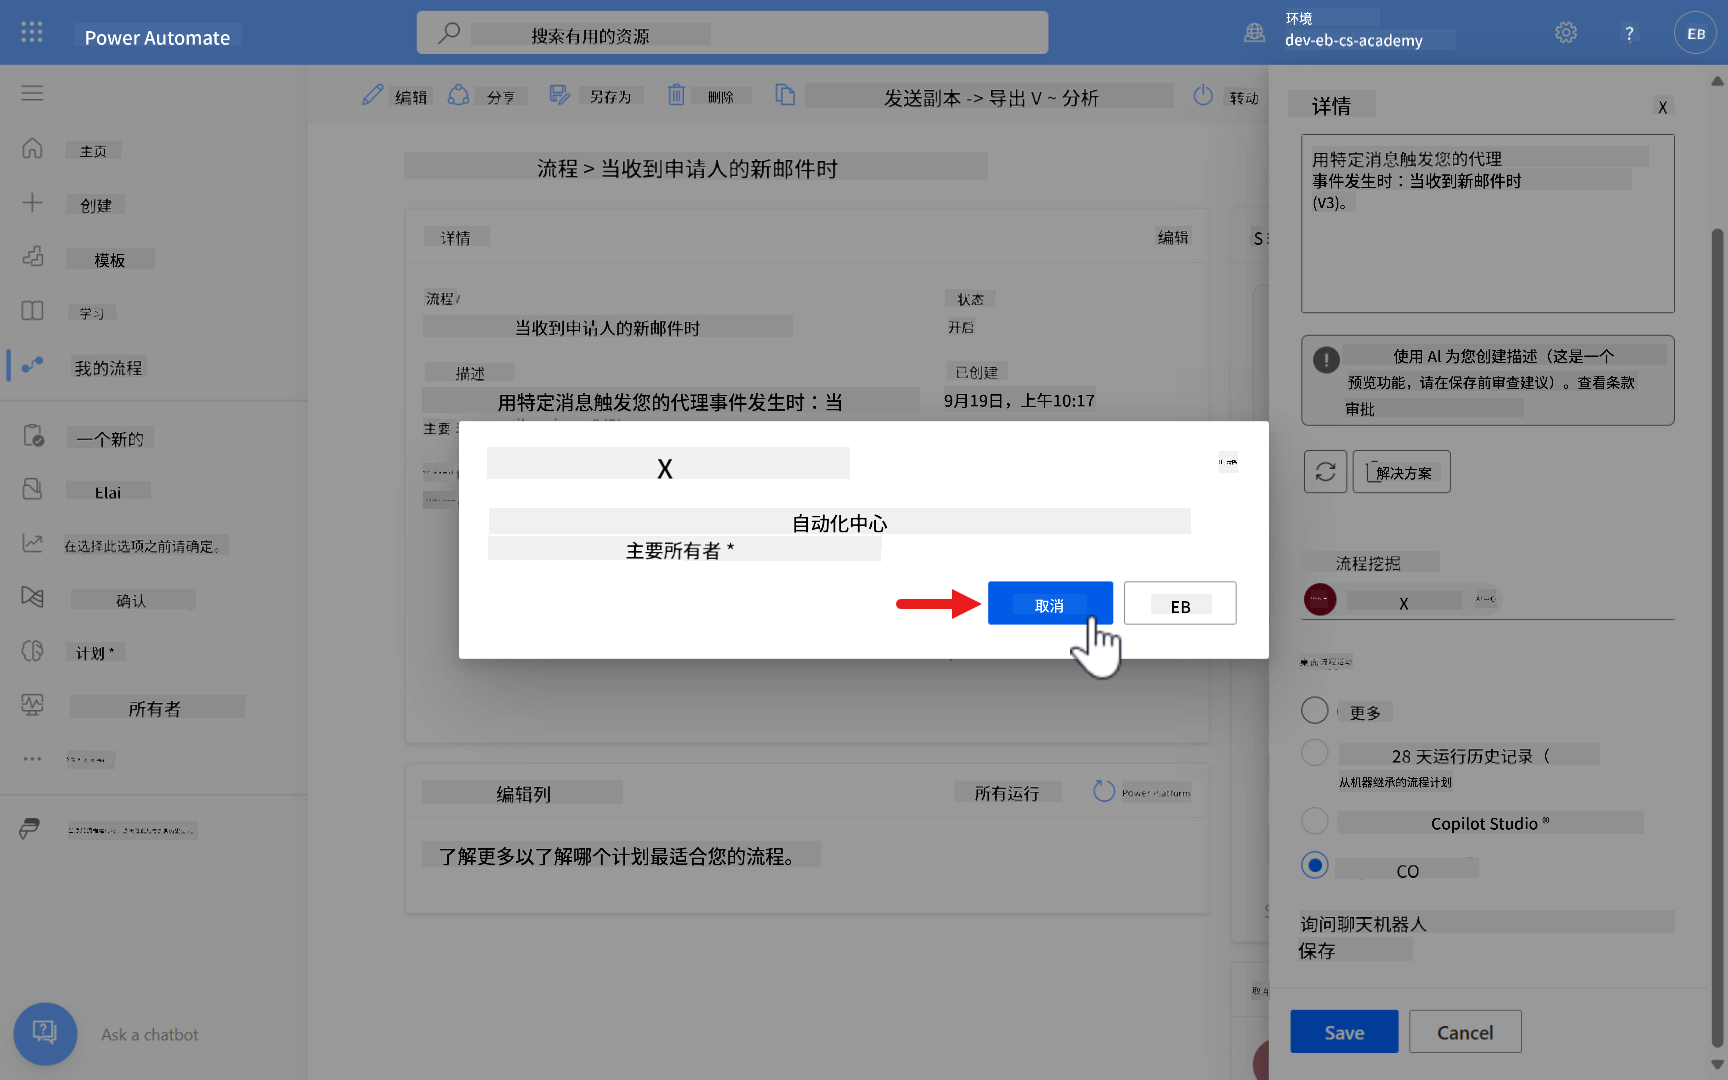 Power Automate
搜索有用的资源
环境
dev-eb-cs-academy
?
EB
编辑
分享
另存为
删除
发送副本 -> 导出 V ~ 分析
转动
主页
创建
模板
学习
我的流程
一个新的
Elai
在选择此选项之前请确定。
确认
计划 *
所有者
Ask a chatbot
流程 > 当收到申请人的新邮件时
详情
编辑
流程
当收到申请人的新邮件时
状态
开启
描述
用特定消息触发您的代理事件发生时：当
已创建
9月19日，上午10:17
主要
X
自动化中心
主要所有者 *
取消
EB
编辑列
所有运行
Power Platform
了解更多以了解哪个计划最适合您的流程。
S
详情
X
用特定消息触发您的代理
事件发生时：当收到新邮件时
(V3)。
使用 AI 为您创建描述（这是一个
预览功能，请在保存前审查建议）。查看条款
审批
解决方案
流程挖掘
X
桌面流程活动
更多
28 天运行历史记录（
从机器继承的流程计划
Copilot Studio ®
CO
询问聊天机器人
保存
Save
Cancel